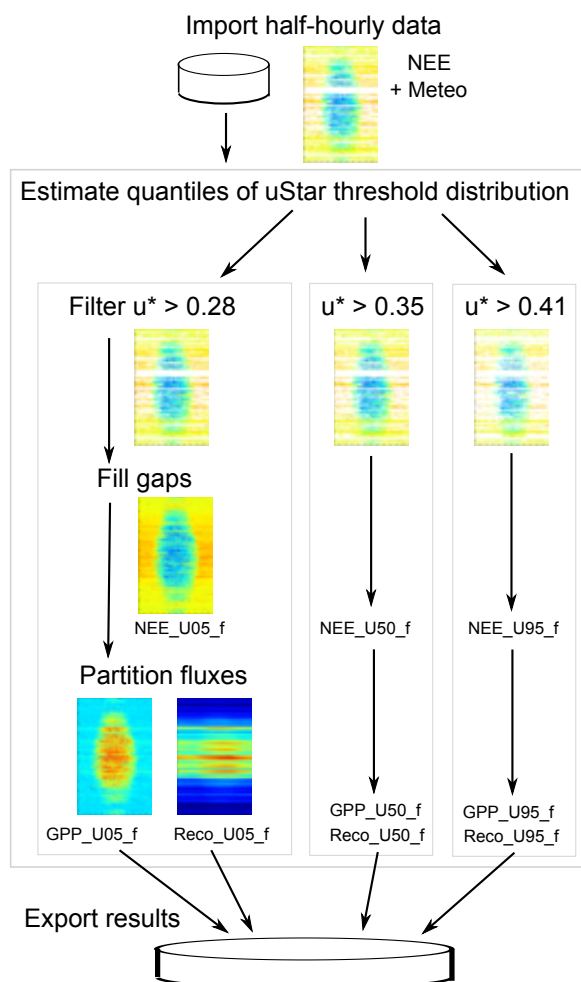 Import half-hourly data
NEE
+ Meteo
Estimate quantiles of uStar threshold distribution
Filter u* > 0.28
u* > 0.35
u* > 0.41
Fill gaps
NEE_U05_f
NEE_U50_f
NEE_U95_f
Partition fluxes
GPP_U05_f
Reco_U05_f
GPP_U50_f
Reco_U50_f
GPP_U95_f
Reco_U95_f
Export results